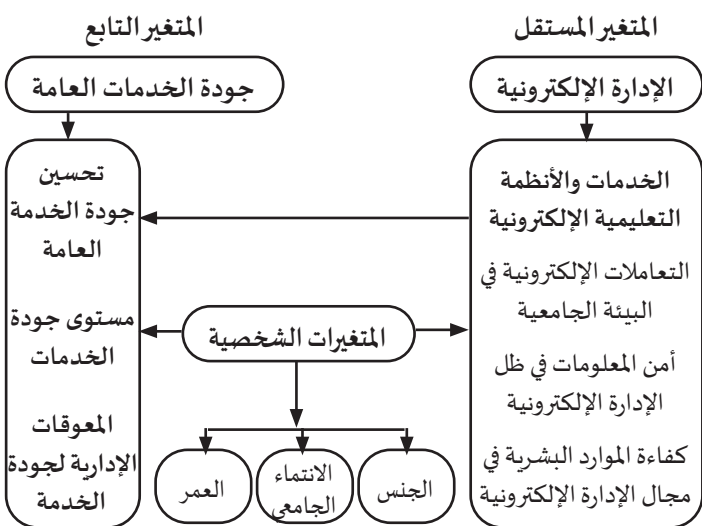 المتغير المستقل
المتغير التابع
الإدارة الإلكترونية
جودة الخدمات العامة
الخدمات والأنظمة
التعليمية الإلكترونية
التعاملات الإلكترونية في
البيئة الجامعية
أمن المعلومات في ظل
الإدارة الإلكترونية
كفاءة الموارد البشرية في
مجال الإدارة الإلكترونية
تحسين
جودة الخدمة
العامة
مستوى جودة
الخدمات
المعوقات
الإدارية لجودة
الخدمة
المتغيرات الشخصية
الجنس
الانتماء
الجامعي
العمر